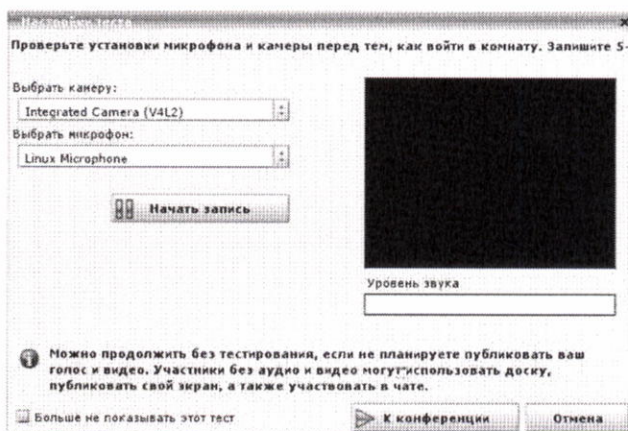 Настройки теста
Проверьте установки микрофона и камеры перед тем, как войти в комнату. Запишите 5-
Выбрать камеру:
Integrated Camera (V4L2)
Выбрать микрофон:
Linux Microphone
Начать запись
Уровень звука
Можно продолжить без тестирования, если не планируете публиковать ваш
голос и видео. Участники без аудио и видео могут использовать доску,
публиковать свой экран, а также участвовать в чате.
Больше не показывать этот тест
К конференции
Отмена